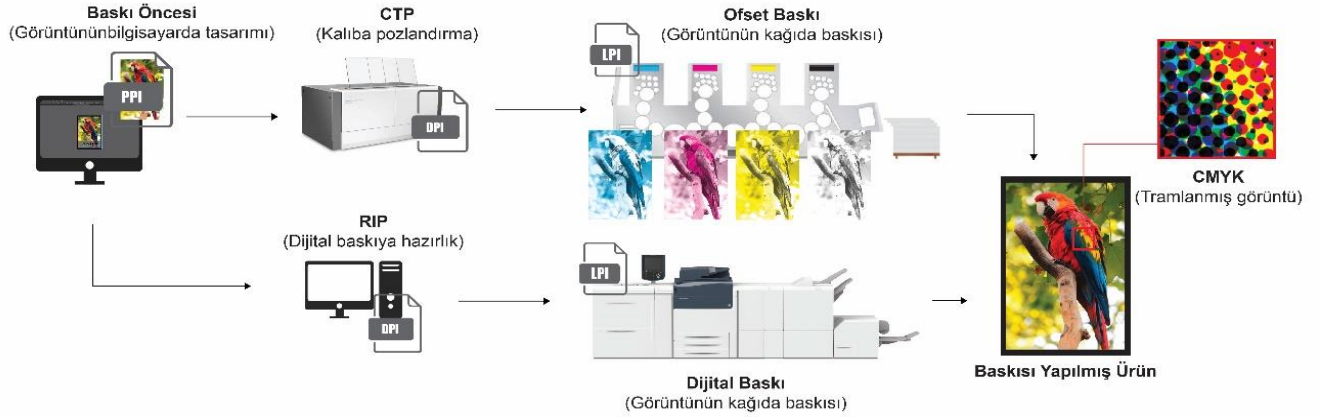 Baskı Öncesi
(Görüntününbilgisayarda tasarımı)
PPI
CTP
(Kalıba pozlandırma)
DPI
Ofset Baskı
(Görüntünün kağıda baskısı)
LPI
CMYK
(Tramlanmış görüntü)
RIP
(Dijital baskıya hazırlık)
DPI
LPI
Dijital Baskı
(Görüntünün kağıda baskısı)
Baskısı Yapılmış Ürün